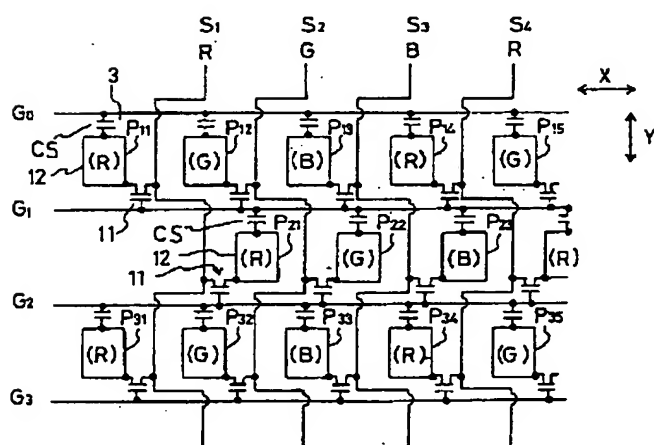 S1 S2 S3 S4
R G B R
3
X
G0
CS
P11 P12 P13 P14 P15
Y
12
(R) (G) (B) (R) (G)
G1
11
CS
P21 P22 P23
12
(R) (G) (B) (R)
11
G2
P31 P32 P33 P34 P35
(R) (G) (B) (R) (G)
G3